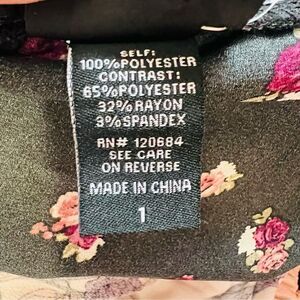 SELF:
100%POLYESTER
CONTRAST:
65%POLYESTER
32%RAYON
3%SPANDEX
RN# 120684
SEE CARE
ON REVERSE
MADE IN CHINA
1